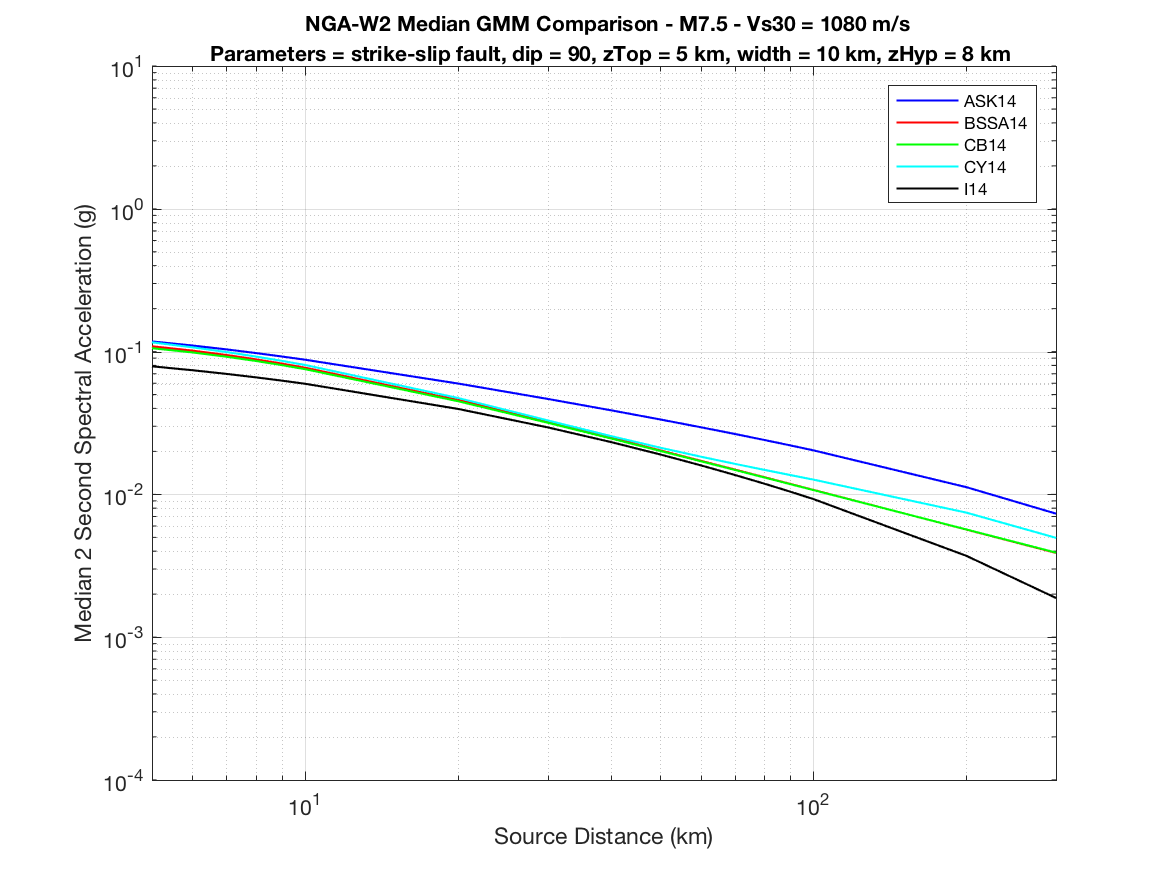 NGA-W2 Median GMM Comparison - M7.5 - Vs30 = 1080 m/s
Parameters = strike-slip fault, dip = 90, zTop = 5 km, width = 10 km, zHyp = 8 km
10^1
10^0
10^-1
10^-2
10^-3
10^-4
Median 2 Second Spectral Acceleration (g)
ASK14
BSSA14
CB14
CY14
I14
10^1
10^2
Source Distance (km)